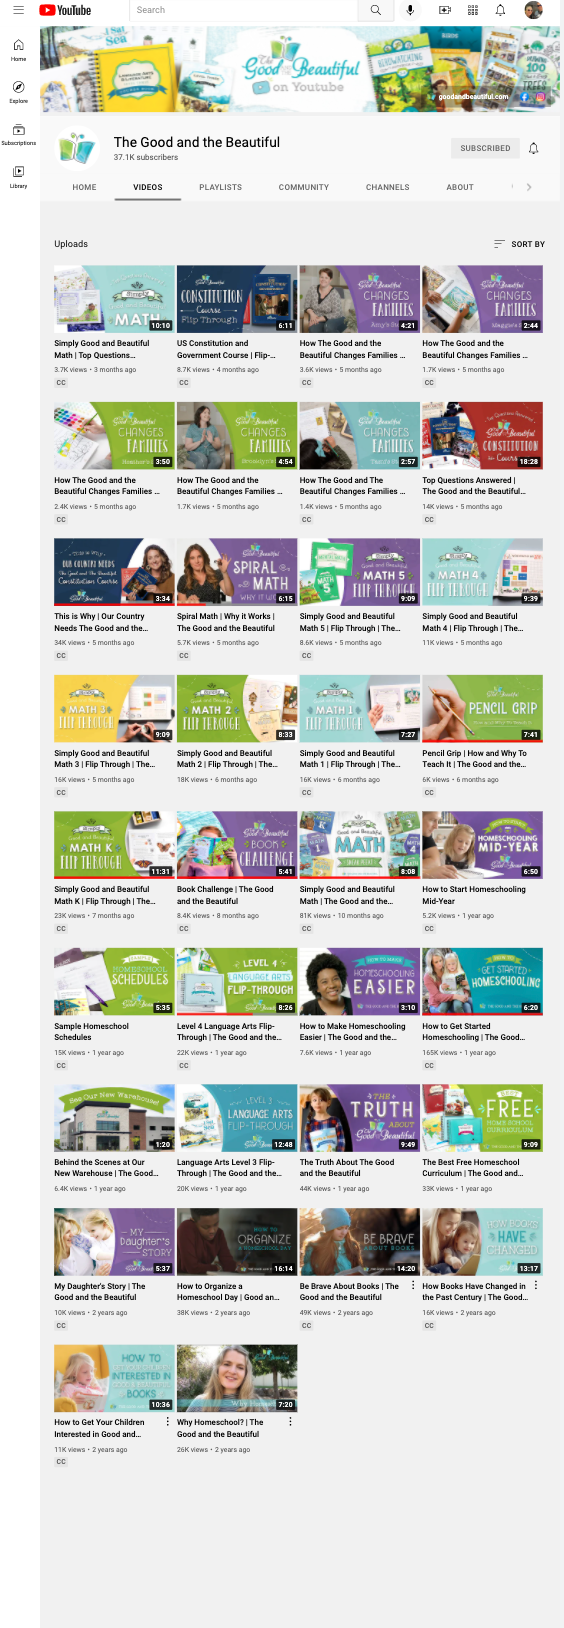 YouTube
Search
Home
Explore
Subscriptions
Library
The
Good and the Beautiful
on Youtube
goodandbeautiful.com
The Good and the Beautiful
37.1K subscribers
SUBSCRIBED
HOME VIDEOS PLAYLISTS COMMUNITY CHANNELS ABOUT
Uploads
SORT BY
Simply
MATH
10:10
CONSTITUTION
Course
Flip Through
6:11
CHANGES
FAMILIES
4:21
CHANGES
FAMILIES
2:44
Simply Good and Beautiful
Math | Top Questions...
3.7K views • 3 months ago
CC
US Constitution and
Government Course | Flip-...
8.7K views • 4 months ago
CC
How The Good and the
Beautiful Changes Families ...
3.6K views • 5 months ago
CC
How The Good and the
Beautiful Changes Families ...
1.7K views • 5 months ago
CC
CHANGES
FAMILIES
3:50
CHANGES
FAMILIES
4:54
CHANGES
FAMILIES
2:57
CONSTITUTION
Course
18:28
How The Good and the
Beautiful Changes Families ...
2.4K views • 5 months ago
CC
How The Good and the
Beautiful Changes Families ...
1.7K views • 5 months ago
CC
How The Good and The
Beautiful Changes Families ...
1.4K views • 5 months ago
CC
Top Questions Answered |
The Good and the Beautiful...
14K views • 5 months ago
CC
OUR COUNTRY NEEDS
The Good and The Beautiful
Constitution Course
3:34
SPIRAL
MATH
WHY IT WORKS
6:15
MATH 5
FLIP THROUGH
9:09
MATH 4
FLIP THROUGH
9:39
This is Why | Our Country
Needs The Good and the...
34K views • 5 months ago
CC
Spiral Math | Why it Works |
The Good and the Beautiful
5.7K views • 5 months ago
CC
Simply Good and Beautiful
Math 5 | Flip Through | The...
8.6K views • 5 months ago
CC
Simply Good and Beautiful
Math 4 | Flip Through | The...
11K views • 5 months ago
MATH 3
FLIP THROUGH
9:09
MATH 2
FLIP THROUGH
8:33
MATH 1
FLIP THROUGH
7:27
PENCIL GRIP
7:41
Simply Good and Beautiful
Math 3 | Flip Through | The...
16K views • 5 months ago
CC
Simply Good and Beautiful
Math 2 | Flip Through | The...
18K views • 6 months ago
Simply Good and Beautiful
Math 1 | Flip Through | The...
16K views • 6 months ago
CC
Pencil Grip | How and Why To
Teach It | The Good and the...
6K views • 6 months ago
CC
MATH K
FLIP THROUGH
11:31
BOOK
CHALLENGE
5:41
Good and Beautiful
MATH
8:08
HOMESCHOOLING
MID-YEAR
6:50
Simply Good and Beautiful
Math K | Flip Through | The...
23K views • 7 months ago
CC
Book Challenge | The Good
and the Beautiful
8.4K views • 8 months ago
CC
Simply Good and Beautiful
Math | The Good and the...
81K views • 10 months ago
CC
How to Start Homeschooling
Mid-Year
5.2K views • 1 year ago
CC
SAMPLE
HOMESCHOOL
SCHEDULES
5:35
LEVEL 4
LANGUAGE ARTS
FLIP-THROUGH
8:26
HOW TO MAKE
HOMESCHOOLING
EASIER
3:10
HOW TO
GET STARTED
HOMESCHOOLING
6:20
Sample Homeschool
Schedules
15K views • 1 year ago
CC
Level 4 Language Arts Flip-
Through | The Good and the...
22K views • 1 year ago
CC
How to Make Homeschooling
Easier | The Good and the...
7.6K views • 1 year ago
CC
How to Get Started
Homeschooling | The Good...
165K views • 1 year ago
CC
See Our New Warehouse!
1:20
LEVEL 3
LANGUAGE ARTS
FLIP-THROUGH
12:48
THE
TRUTH
ABOUT
Good and the Beautiful
9:49
BEST
FREE
HOMESCHOOL
CURRICULUM
9:09
Behind the Scenes at Our
New Warehouse | The Good...
6.4K views • 1 year ago
Language Arts Level 3 Flip-
Through | The Good and the...
20K views • 1 year ago
The Truth About The Good
and the Beautiful
44K views • 1 year ago
The Best Free Homeschool
Curriculum | The Good and...
33K views • 1 year ago
MY
Daughter's
STORY
5:37
HOW TO
ORGANIZE
A HOMESCHOOL DAY
16:14
BE BRAVE
ABOUT BOOKS
14:20
HOW BOOKS
HAVE
CHANGED
13:17
My Daughter's Story | The
Good and the Beautiful
10K views • 2 years ago
CC
How to Organize a
Homeschool Day | Good an...
38K views • 2 years ago
Be Brave About Books | The
Good and the Beautiful
49K views • 2 years ago
CC
How Books Have Changed in
the Past Century | The Good...
16K views • 2 years ago
CC
HOW TO
INTERESTED IN
BOOKS
10:36
7:20
How to Get Your Children
Interested in Good and...
11K views • 2 years ago
CC
Why Homeschool? | The
Good and the Beautiful
26K views • 2 years ago